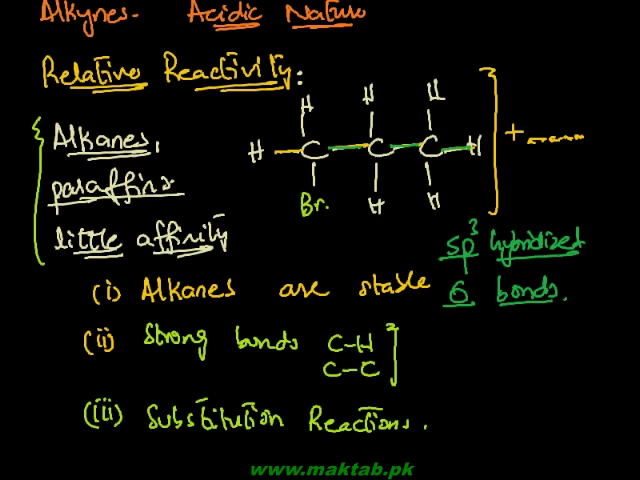 Alkynes- Acidic Nature
Relative Reactivity:
H H H
Alkanes,
H C C C H
+
paraffins
Br. H H
little affinity
sp3 hybridized
(i) Alkanes are stable
6 bonds.
(ii) Strong bonds C-H
C-C
(iii) Substitution Reactions.
www.maktab.pk